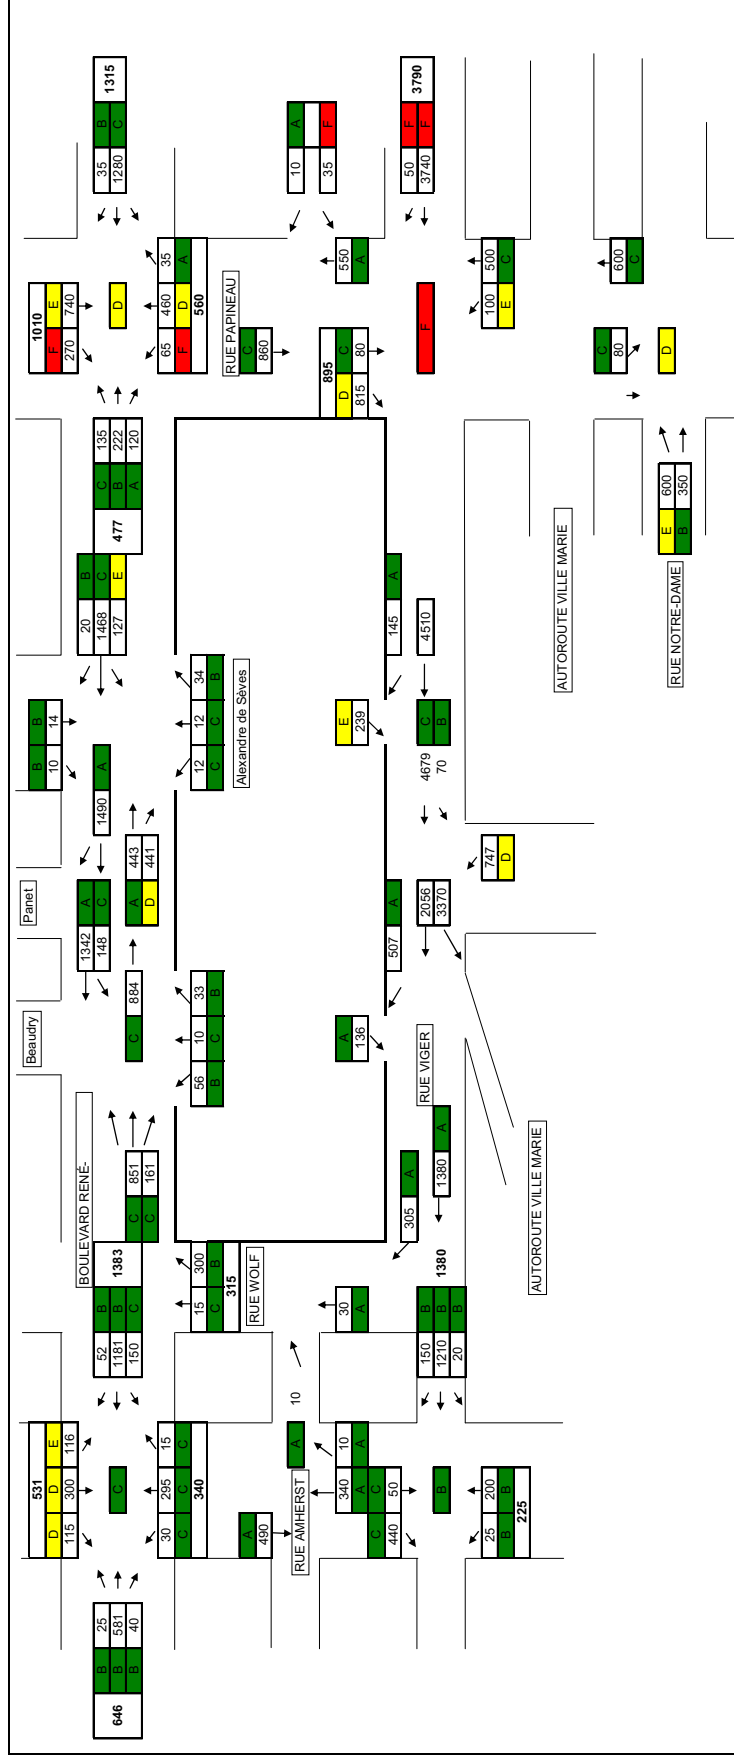 531
D D E
115 300 116
646
B 25
B 581
B 40
C
30 295 15
C C C
340
52 B
1181 B
150 C
1383
BOULEVARD RENÉ-
Beaudry
Panet
C 851
C 161
C 884
1342 A
148 C
A 443
D 441
1490 A
B B
10 14
20 B
1468 C
127 E
477
C 135
B 222
A 120
1010
F E
270 740
D
35 B
1280 C
1315
65 460 35
F D A
560
15 300
C B
315
RUE WOLF
56 10 33
B C B
12 12 34
C C B
Alexandre de Sèves
RUE PAPINEAU
C
860
A
490
RUE AMHERST
A 10
10 A
35 F
340 10
A A
C C
440 50
30
A
A
136
E
239
895
D C
815 80
550
A
305 A
507 A
145 A
B
150 B
1210 B
20 B
1380
RUE VIGER
1380 A
2056
3370
4679 C
70 B
4510
F
50 F
3740 F
3790
25 200
B B
225
747
D
100 500
E C
AUTOROUTE VILLE MARIE
AUTOROUTE VILLE MARIE
C
80
600
C
RUE NOTRE-DAME
E 600
B 350
D